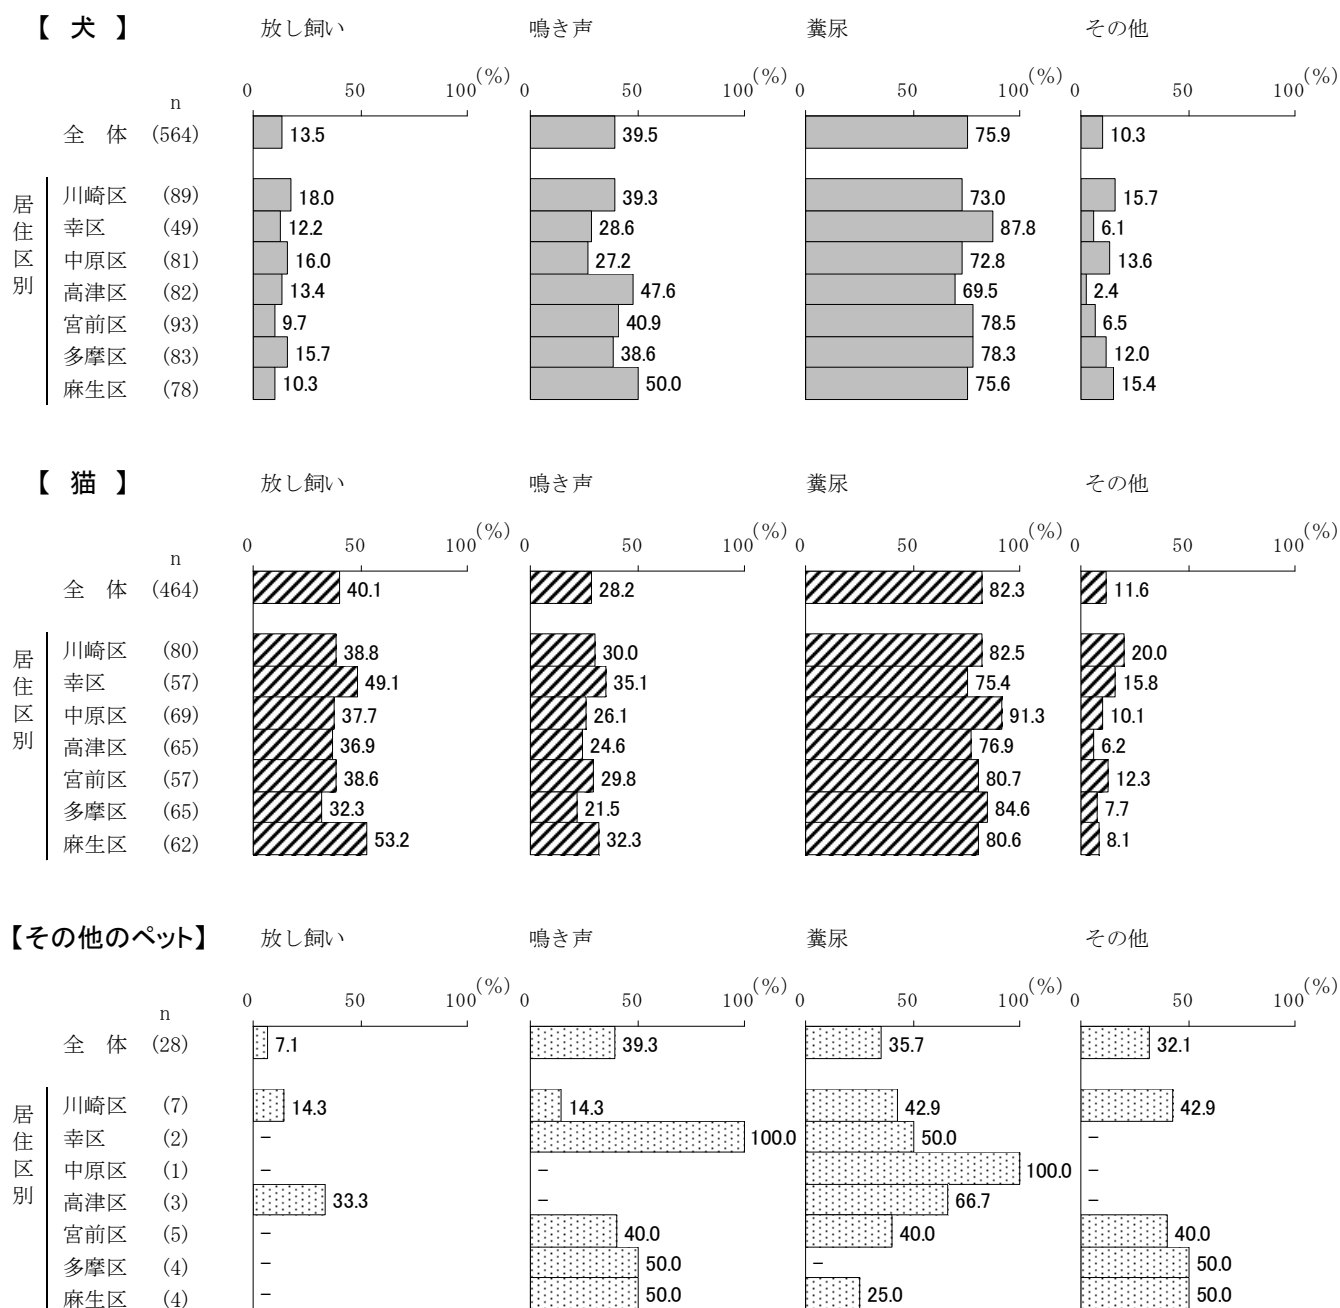 【 犬 】 放し飼い 鳴き声 糞尿 その他
0 50 100 (%) 0 50 100 (%) 0 50 100 (%) 0 50 100 (%)
n
全 体 (564) 13.5 39.5 75.9 10.3
居住区別
川崎区 (89) 18.0 39.3 73.0 15.7
幸区 (49) 12.2 28.6 87.8 6.1
中原区 (81) 16.0 27.2 72.8 13.6
高津区 (82) 13.4 47.6 69.5 2.4
宮前区 (93) 9.7 40.9 78.5 6.5
多摩区 (83) 15.7 38.6 78.3 12.0
麻生区 (78) 10.3 50.0 75.6 15.4
【 猫 】 放し飼い 鳴き声 糞尿 その他
0 50 100 (%) 0 50 100 (%) 0 50 100 (%) 0 50 100 (%)
n
全 体 (464) 40.1 28.2 82.3 11.6
居住区別
川崎区 (80) 38.8 30.0 82.5 20.0
幸区 (57) 49.1 35.1 75.4 15.8
中原区 (69) 37.7 26.1 91.3 10.1
高津区 (65) 36.9 24.6 76.9 6.2
宮前区 (57) 38.6 29.8 80.7 12.3
多摩区 (65) 32.3 21.5 84.6 7.7
麻生区 (62) 53.2 32.3 80.6 8.1
【その他のペット】 放し飼い 鳴き声 糞尿 その他
0 50 100 (%) 0 50 100 (%) 0 50 100 (%) 0 50 100 (%)
n
全 体 (28) 7.1 39.3 35.7 32.1
居住区別
川崎区 (7) 14.3 14.3 42.9 42.9
幸区 (2) - 100.0 50.0 -
中原区 (1) - - 100.0 -
高津区 (3) 33.3 - 66.7 -
宮前区 (5) - 40.0 40.0 40.0
多摩区 (4) - 50.0 - 50.0
麻生区 (4) - 50.0 25.0 50.0